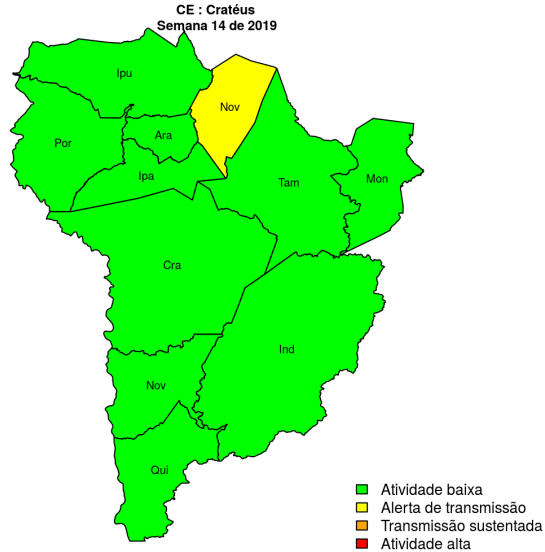 CE : Cratéus
Semana 14 de 2019
Ipu
Nov
Por
Ara
Ipa
Tam
Mon
Cra
Ind
Nov
Qui
Atividade baixa
Alerta de transmissão
Transmissão sustentada
Atividade alta